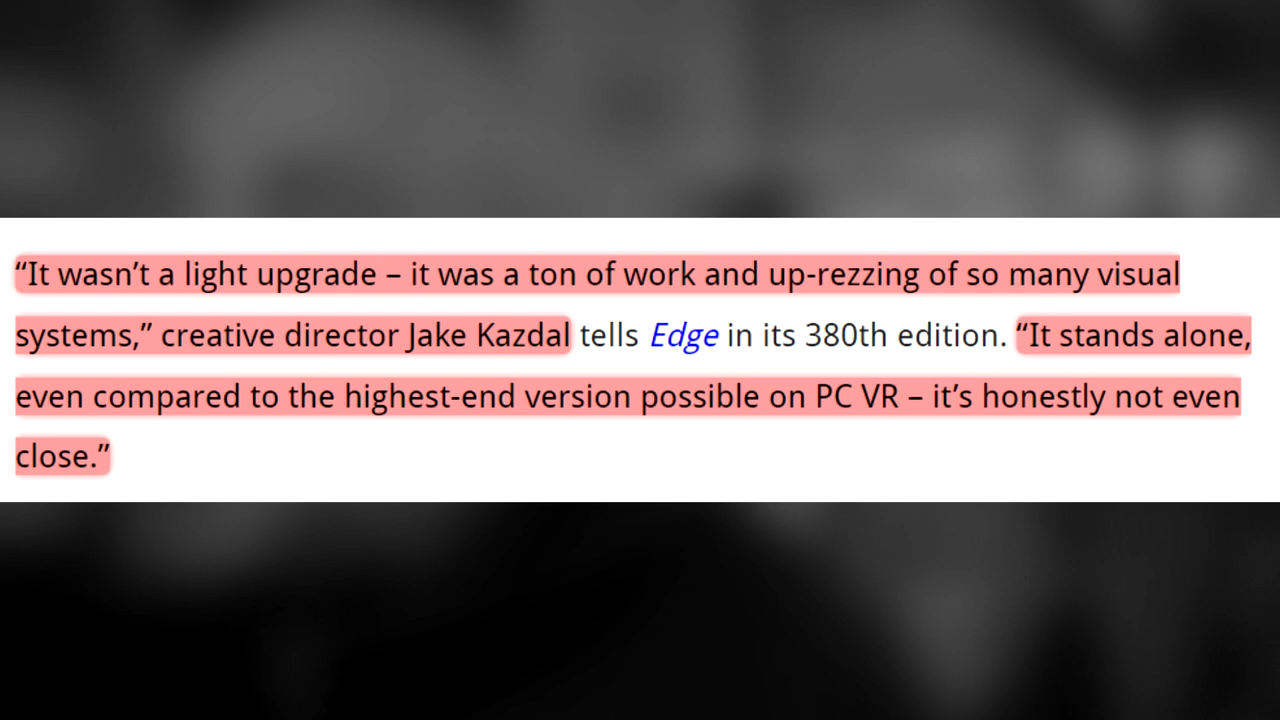 “It wasn’t a light upgrade – it was a ton of work and up-rezzing of so many visual
systems,” creative director Jake Kazdal tells Edge in its 380th edition. “It stands alone,
even compared to the highest-end version possible on PC VR – it’s honestly not even
close.”